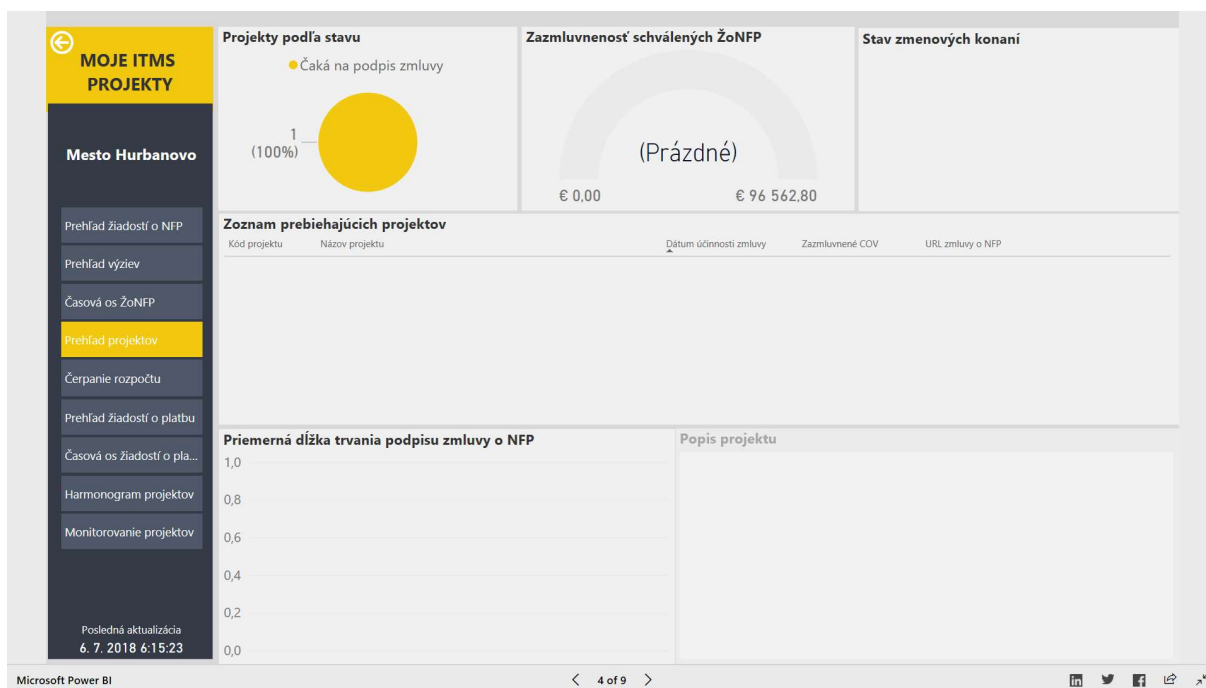 MOJE ITMS
PROJEKTY
Mesto Hurbanovo
Prehľad žiadostí o NFP
Prehľad výziev
Časová os ŽoNFP
Prehľad projektov
Čerpanie rozpočtu
Prehľad žiadostí o platbu
Časová os žiadostí o pla...
Harmonogram projektov
Monitorovanie projektov
Posledná aktualizácia
6. 7. 2018 6:15:23
Projekty podľa stavu
Čaká na podpis zmluvy
1
(100%)
Zazmluvnenosť schválených ŽoNFP
(Prázdné)
€ 0,00 € 96 562,80
Stav zmenových konaní
Zoznam prebiehajúcich projektov
Kód projektu Názov projektu Dátum účinnosti zmluvy Zazmluvnené COV URL zmluvy o NFP
Priemerná dĺžka trvania podpisu zmluvy o NFP
1,0
0,8
0,6
0,4
0,2
0,0
Popis projektu
Microsoft Power BI
4 of 9